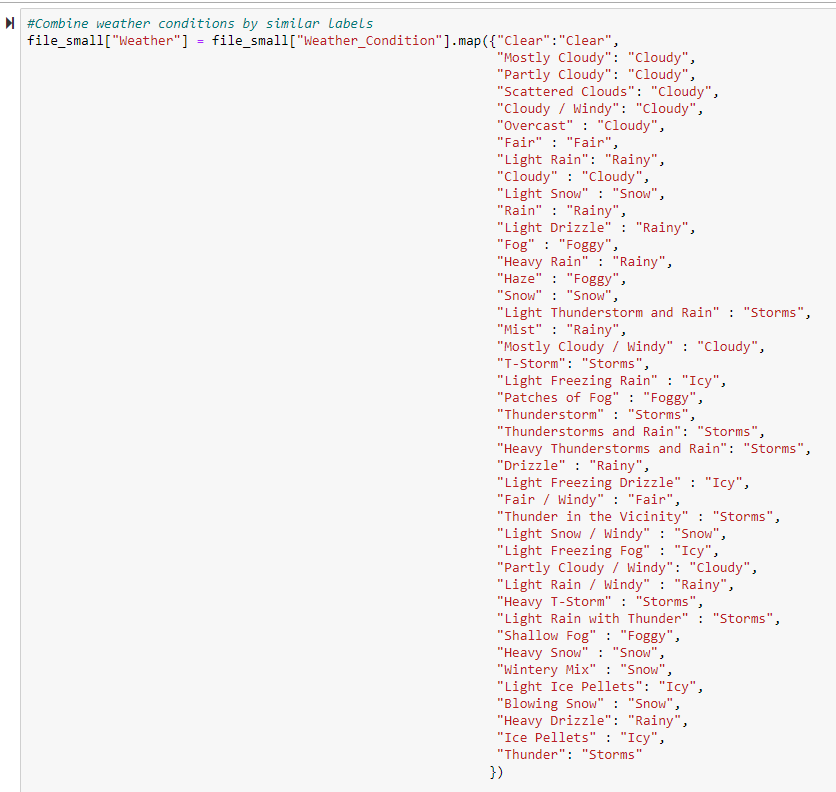 #Combine weather conditions by similar labels
file_small["Weather"] = file_small["Weather_Condition"].map({"Clear":"Clear",
"Mostly Cloudy": "Cloudy",
"Partly Cloudy": "Cloudy",
"Scattered Clouds": "Cloudy",
"Cloudy / Windy": "Cloudy",
"Overcast" : "Cloudy",
"Fair" : "Fair",
"Light Rain": "Rainy",
"Cloudy" : "Cloudy",
"Light Snow" : "Snow",
"Rain" : "Rainy",
"Light Drizzle" : "Rainy",
"Fog" : "Foggy",
"Heavy Rain" : "Rainy",
"Haze" : "Foggy",
"Snow" : "Snow",
"Light Thunderstorm and Rain" : "Storms",
"Mist" : "Rainy",
"Mostly Cloudy / Windy" : "Cloudy",
"T-Storm": "Storms",
"Light Freezing Rain" : "Icy",
"Patches of Fog" : "Foggy",
"Thunderstorm" : "Storms",
"Thunderstorms and Rain": "Storms",
"Heavy Thunderstorms and Rain": "Storms",
"Drizzle" : "Rainy",
"Light Freezing Drizzle" : "Icy",
"Fair / Windy" : "Fair",
"Thunder in the Vicinity" : "Storms",
"Light Snow / Windy" : "Snow",
"Light Freezing Fog" : "Icy",
"Partly Cloudy / Windy": "Cloudy",
"Light Rain / Windy" : "Rainy",
"Heavy T-Storm" : "Storms",
"Light Rain with Thunder" : "Storms",
"Shallow Fog" : "Foggy",
"Heavy Snow" : "Snow",
"Wintery Mix" : "Snow",
"Light Ice Pellets": "Icy",
"Blowing Snow" : "Snow",
"Heavy Drizzle": "Rainy",
"Ice Pellets" : "Icy",
"Thunder": "Storms"
})